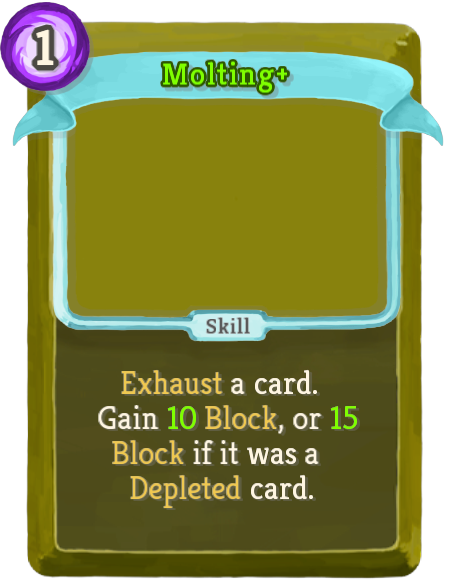 1
Molting+
Skill
Exhaust a card.
Gain 10 Block, or 15
Block if it was a
Depleted card.